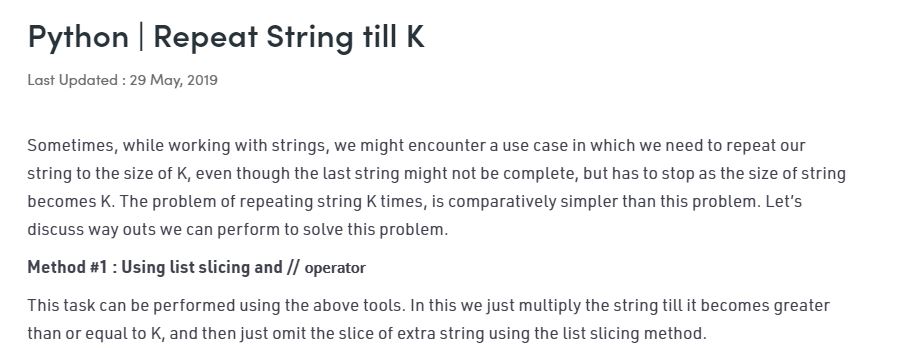 Python | Repeat String till K
Last Updated : 29 May, 2019
Sometimes, while working with strings, we might encounter a use case in which we need to repeat our
string to the size of K, even though the last string might not be complete, but has to stop as the size of string
becomes K. The problem of repeating string K times, is comparatively simpler than this problem. Let's
discuss way outs we can perform to solve this problem.
Method #1 : Using list slicing and // operator
This task can be performed using the above tools. In this we just multiply the string till it becomes greater
than or equal to K, and then just omit the slice of extra string using the list slicing method.